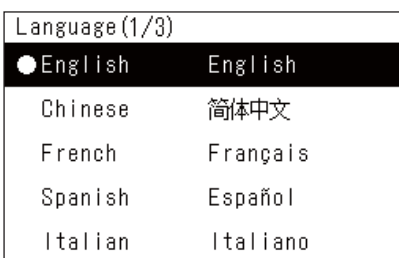 Language(1/3)
●English English
Chinese 简体中文
French Français
Spanish Español
Italian Italiano